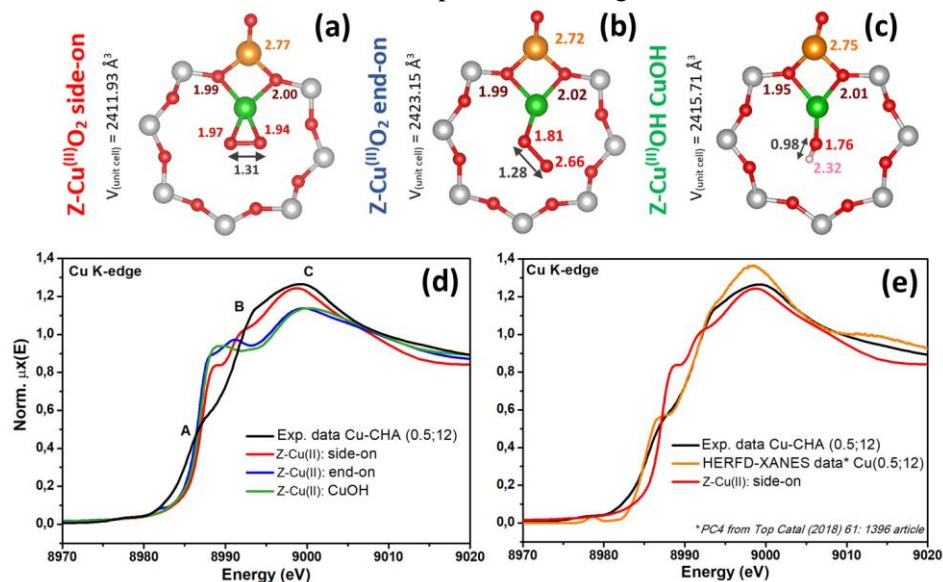 (a)
Z-Cu(II)O2 side-on
V(unit cell) = 2411.93 Å3
2.77
1.99
2.00
1.97
1.94
1.31
(b)
Z-Cu(II)O2 end-on
V(unit cell) = 2423.15 Å3
2.72
1.99
2.02
1.81
2.66
1.28
(c)
Z-Cu(II)OH CuOH
V(unit cell) = 2415.71 Å3
2.75
1.95
2.01
0.98
1.76
2.32
Cu K-edge
(d)
A
B
C
Norm. μx(E)
1,4
1,2
1,0
0,8
0,6
0,4
0,2
0,0
Exp. data Cu-CHA (0.5;12)
Z-Cu(II): side-on
Z-Cu(II): end-on
Z-Cu(II): CuOH
8970 8980 8990 9000 9010 9020
Energy (eV)
Cu K-edge
(e)
1,4
1,2
1,0
0,8
0,6
0,4
0,2
0,0
Exp. data Cu-CHA (0.5;12)
HERFD-XANES data* Cu(0.5;12)
Z-Cu(II): side-on
*PC4 from Top Catal (2018) 61: 1396 article
8970 8980 8990 9000 9010 9020
Energy (eV)